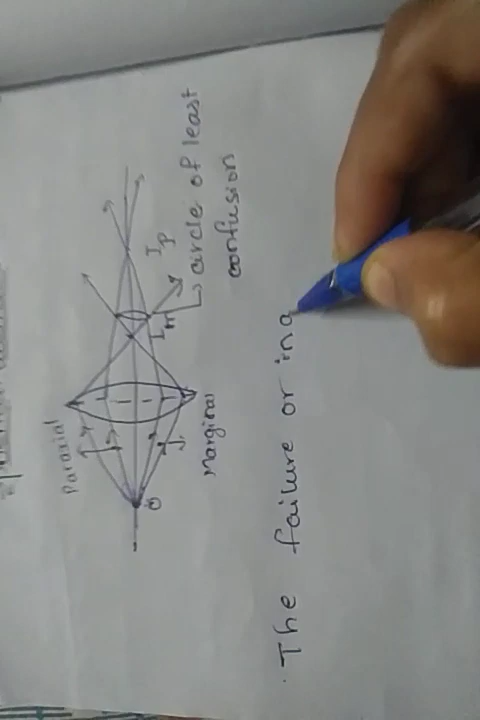 Paraxial
O
Marginal
Im
Ip
circle of least
confusion
The failure or ina